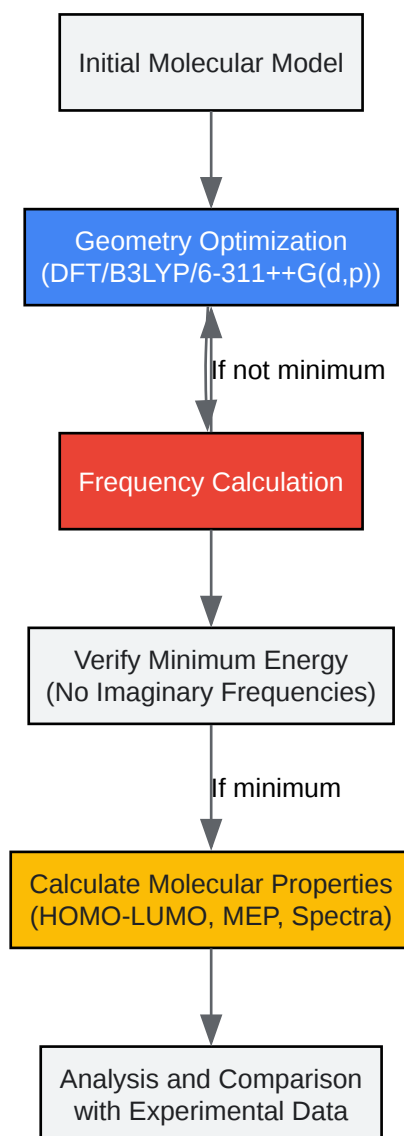 Initial Molecular Model
Geometry Optimization
(DFT/B3LYP/6-311++G(d,p))
If not minimum
Frequency Calculation
Verify Minimum Energy
(No Imaginary Frequencies)
If minimum
Calculate Molecular Properties
(HOMO-LUMO, MEP, Spectra)
Analysis and Comparison
with Experimental Data